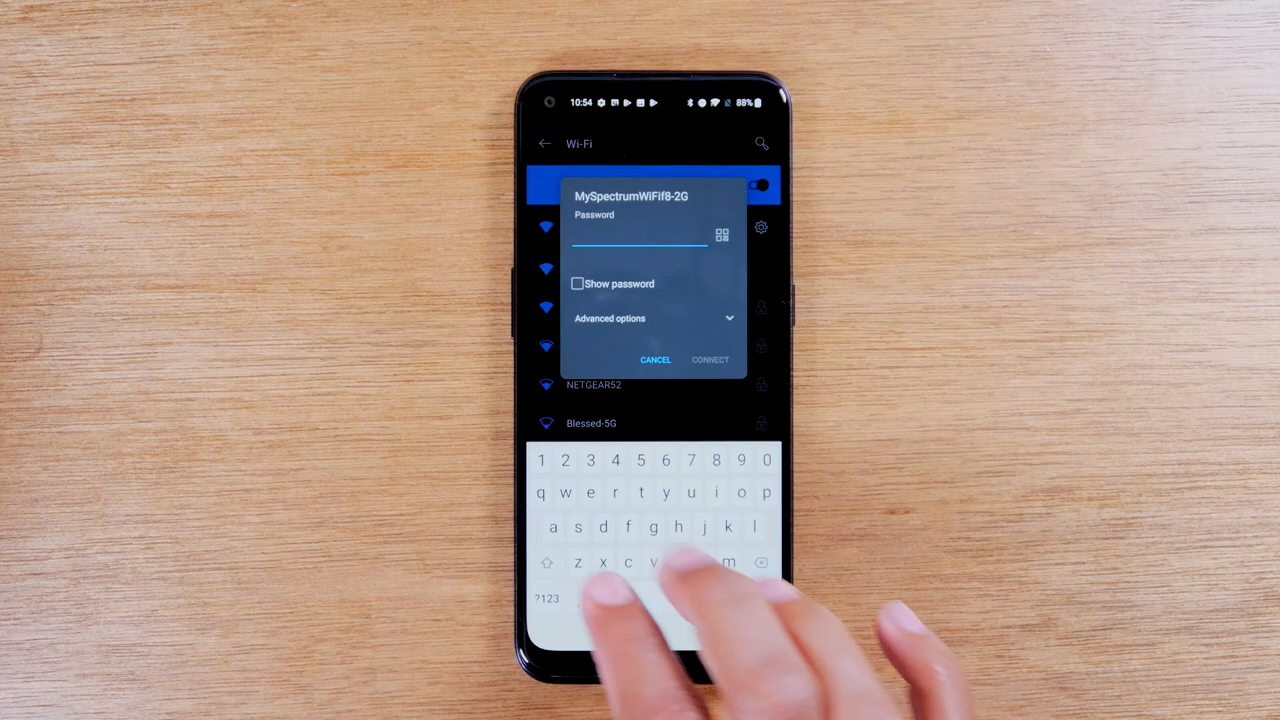 10:54 88%
Wi-Fi
MySpectrumWiFif8-2G
Password
Show password
Advanced options
CANCEL CONNECT
NETGEAR52
Blessed-5G
1 2 3 4 5 6 7 8 9 0
q w e r t y u i o p
a s d f g h j k l
z x c v m
?123 ,